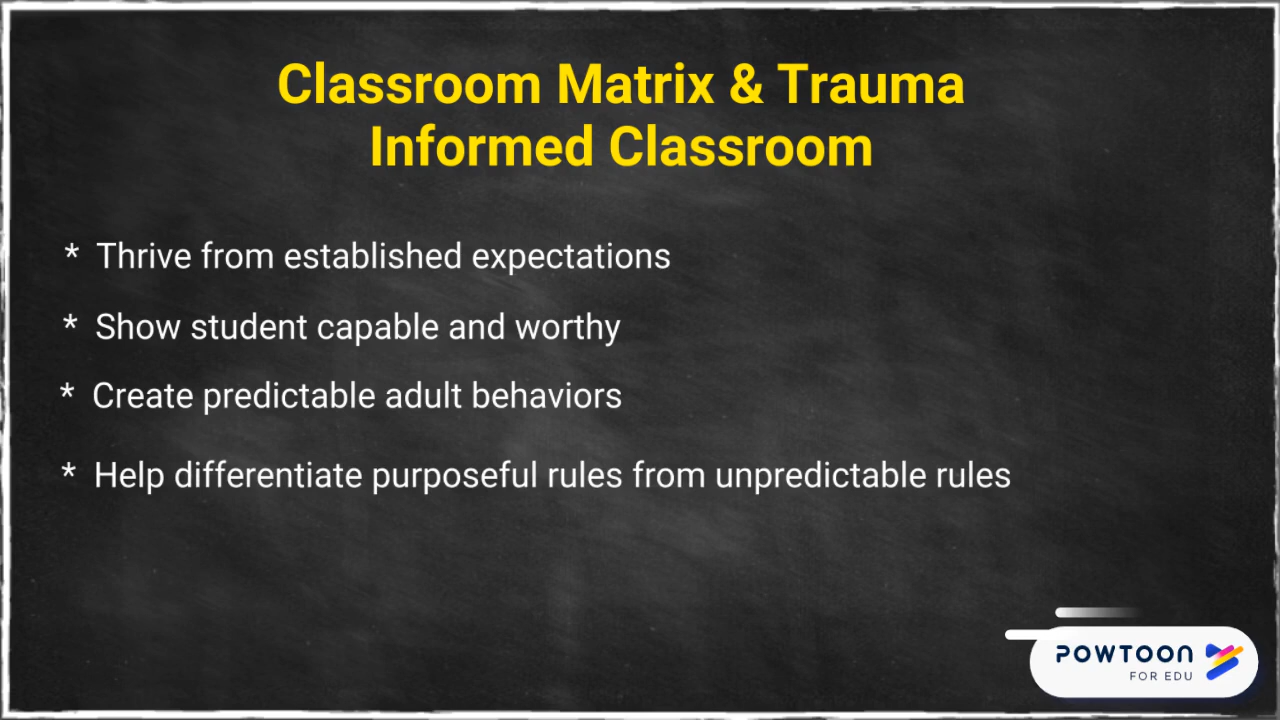 Classroom Matrix & Trauma
Informed Classroom
* Thrive from established expectations
* Show student capable and worthy
* Create predictable adult behaviors
* Help differentiate purposeful rules from unpredictable rules
POWTOON
FOR EDU